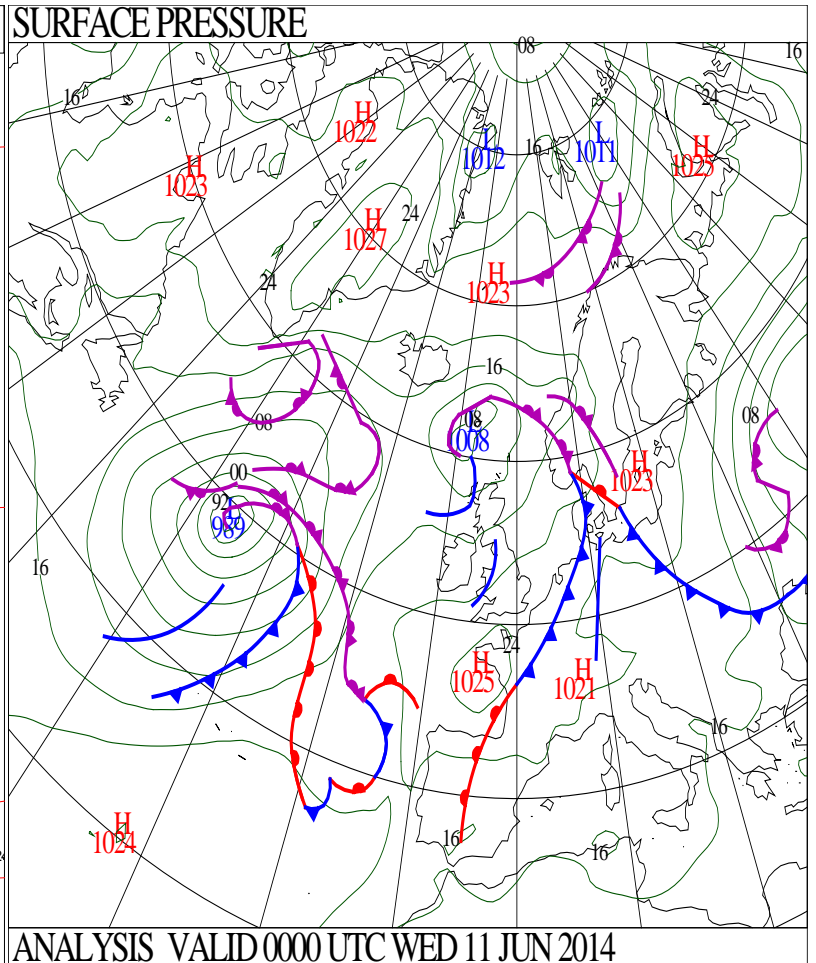 SURFACE PRESSURE
08
16
16
24
H
1022
L
1012
16
L
1011
H
1025
H
1023
24
H
1027
H
1023
24
16
08
08
L
1008
08
00
92
L
989
H
1023
16
24
H
1025
H
1021
16
H
1024
16
16
ANALYSIS VALID 0000 UTC WED 11 JUN 2014